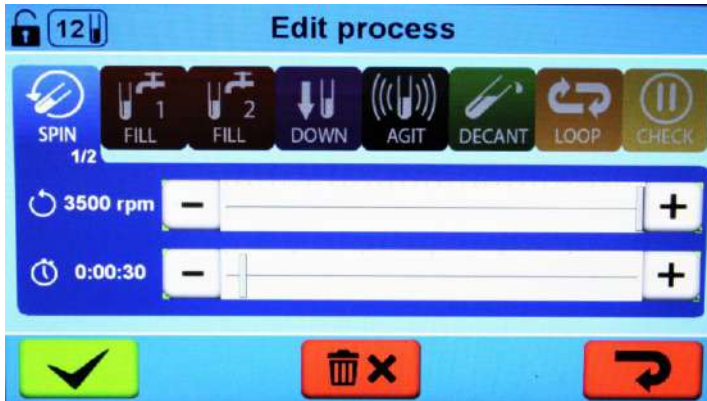 12
Edit process
SPIN
1/2
1
FILL
2
FILL
DOWN
AGIT
DECANT
LOOP
CHECK
3500 rpm
− +
0:00:30
− +